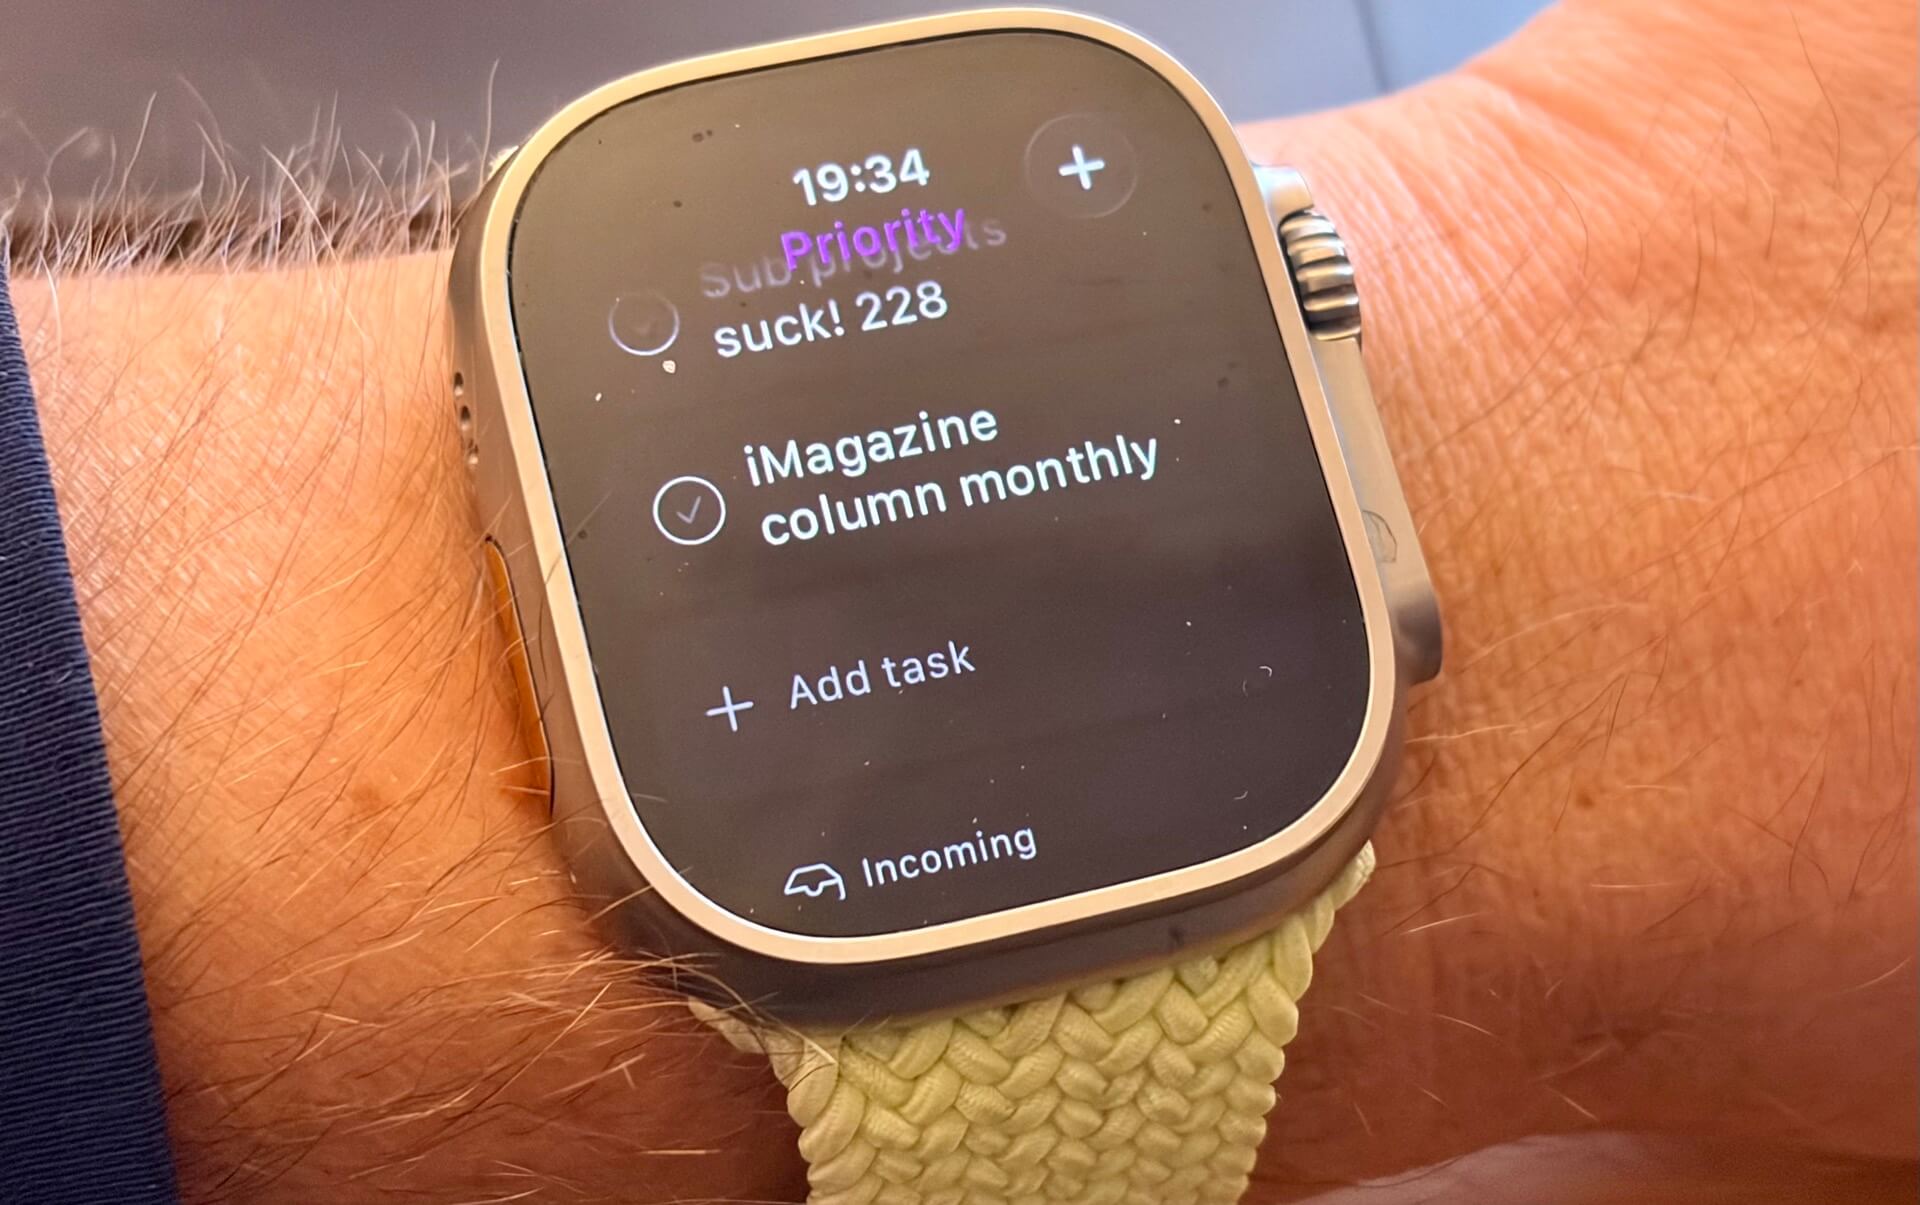 19:34
Priority
Sub projects
suck! 228
iMagazine
column monthly
Add task
Incoming